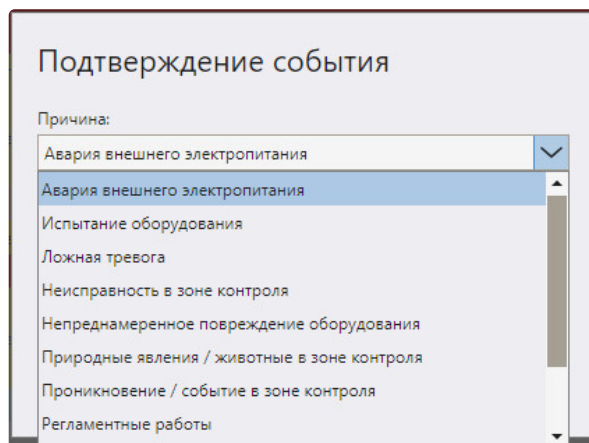 Подтверждение события
Причина:
Авария внешнего электропитания
Авария внешнего электропитания
Испытание оборудования
Ложная тревога
Неисправность в зоне контроля
Непреднамеренное повреждение оборудования
Природные явления / животные в зоне контроля
Проникновение / событие в зоне контроля
Регламентные работы